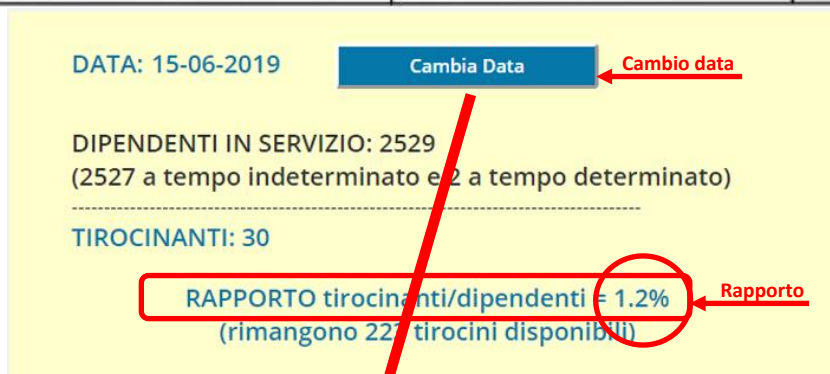 DATA: 15-06-2019 Cambia Data Cambio data
DIPENDENTI IN SERVIZIO: 2529
(2527 a tempo indeterminato e 2 a tempo determinato)
--------------------------------------------------------------------------------
TIROCINANTI: 30
RAPPORTO tirocinanti/dipendenti = 1.2% Rapporto
(rimangono 222 tirocini disponibili)